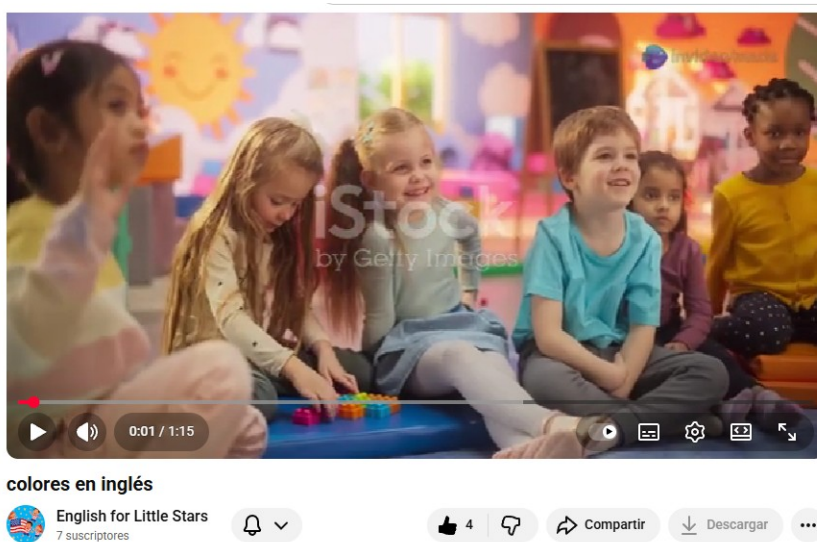 invideo
iStock
by Getty Images
0:01 / 1:15
colores en inglés
English for Little Stars
7 suscriptores
4
Compartir
Descargar